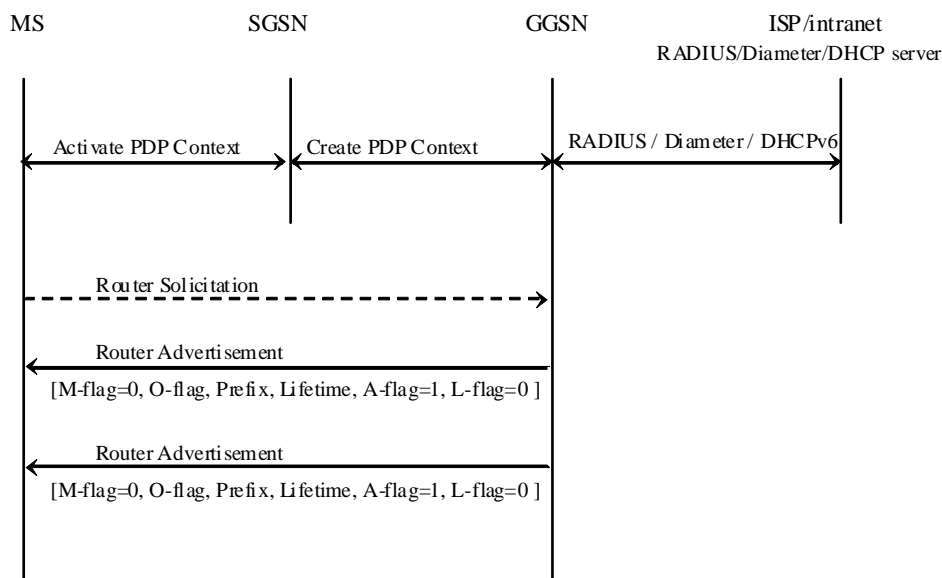 MS
SGSN
GGSN
ISP/intranet
RADIUS/Diameter/DHCP server
Activate PDP Context
Create PDP Context
RADIUS / Diameter / DHCPv6
Router Solicitation
Router Advertisement
[M-flag=0, O-flag, Prefix, Lifetime, A-flag=1, L-flag=0 ]
Router Advertisement
[M-flag=0, O-flag, Prefix, Lifetime, A-flag=1, L-flag=0 ]